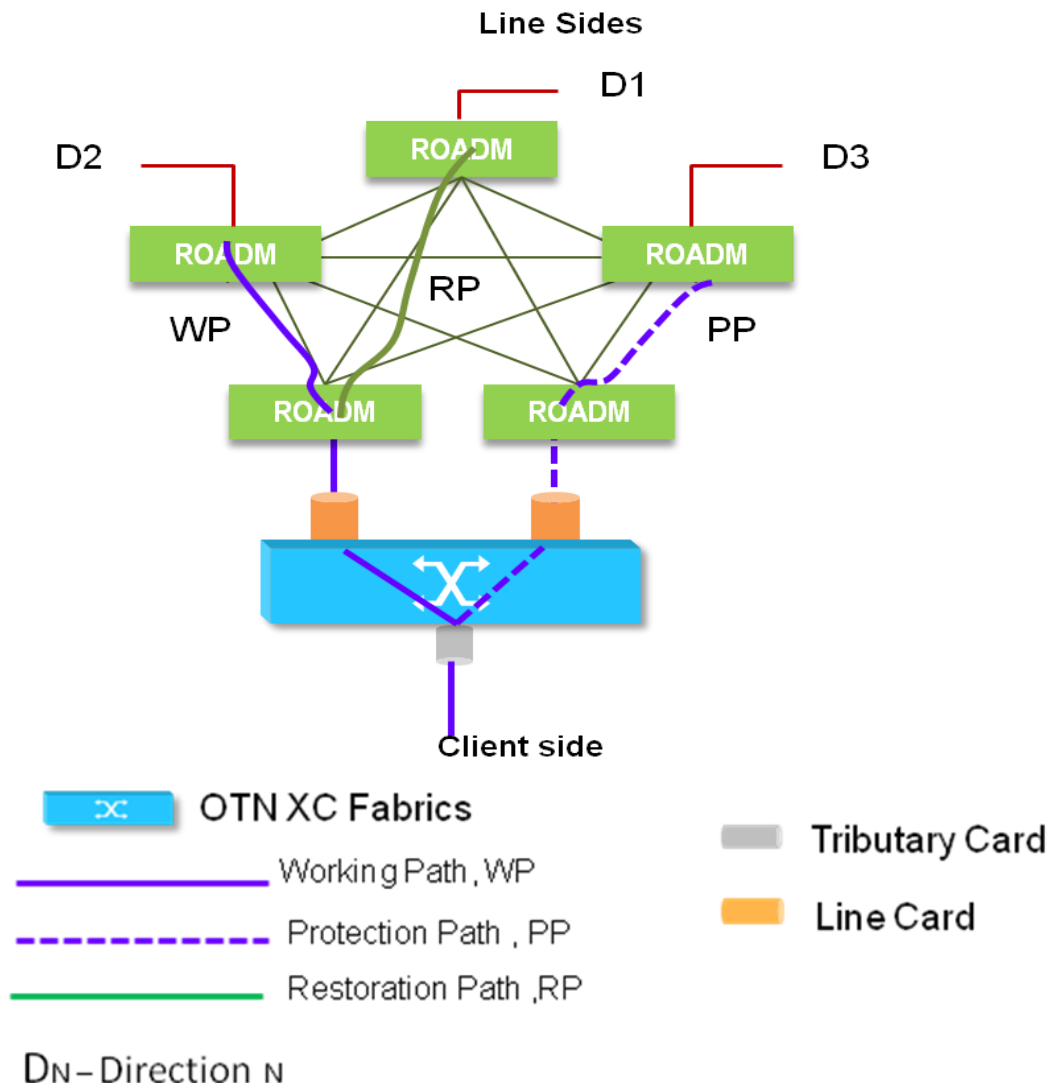 Line Sides
D1
ROADM
D2
D3
ROADM
ROADM
RP
WP
PP
ROADM
ROADM
Client side
OTN XC Fabrics
Working Path, WP
Protection Path , PP
Restoration Path ,RP
Tributary Card
Line Card
DN – Direction N